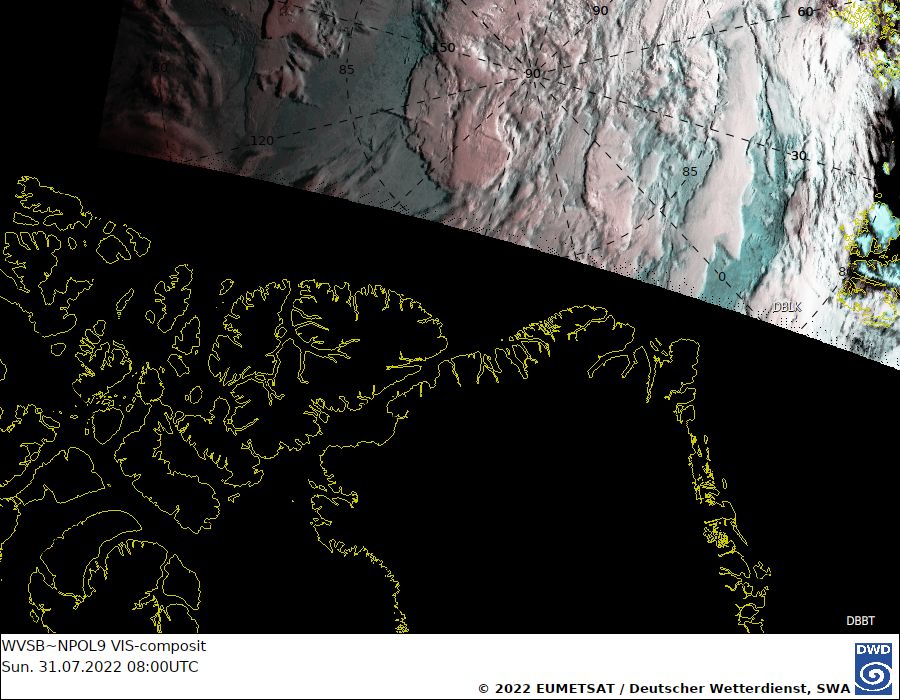 90
60
150
85
90
80
120
30
85
0
8
DBLK
DBBT
WVSB~NPOL9 VIS-composit
Sun. 31.07.2022 08:00UTC
DWD
© 2022 EUMETSAT / Deutscher Wetterdienst, SWA